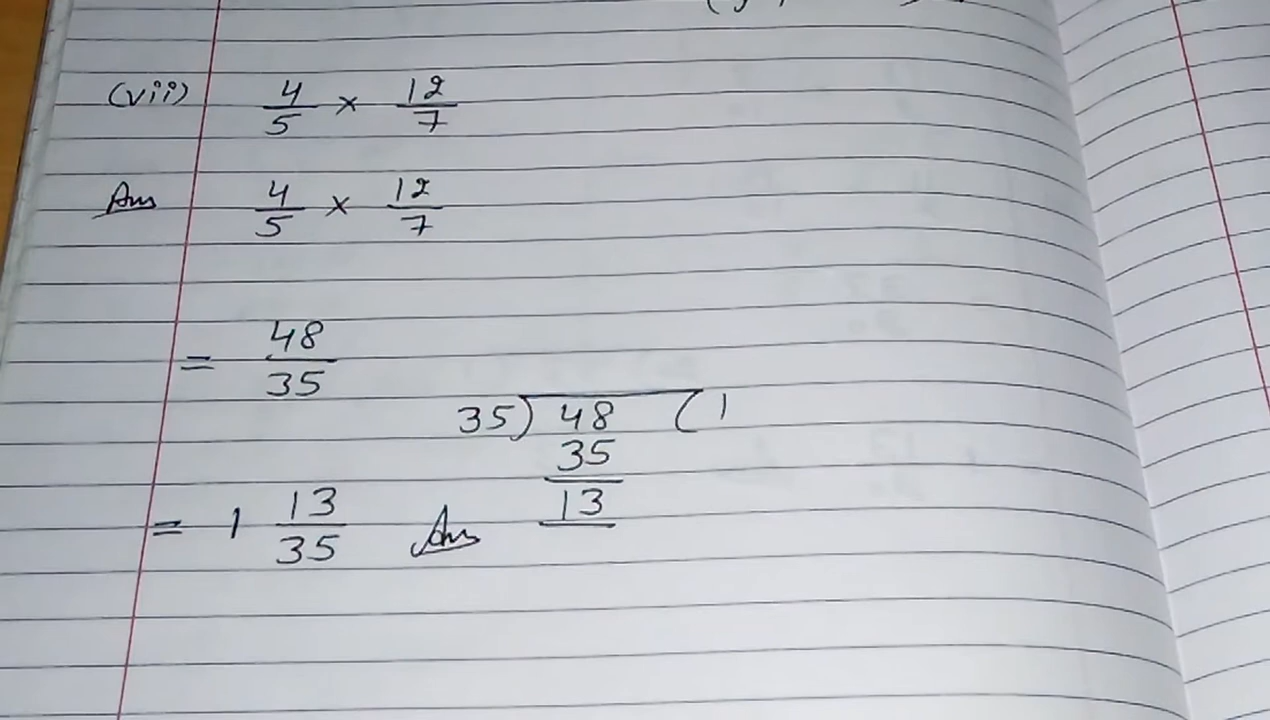 (vii) 4/5 × 12/7
Ans 4/5 × 12/7
= 48/35
35) 48 (1
35
13
= 1 13/35 Ans